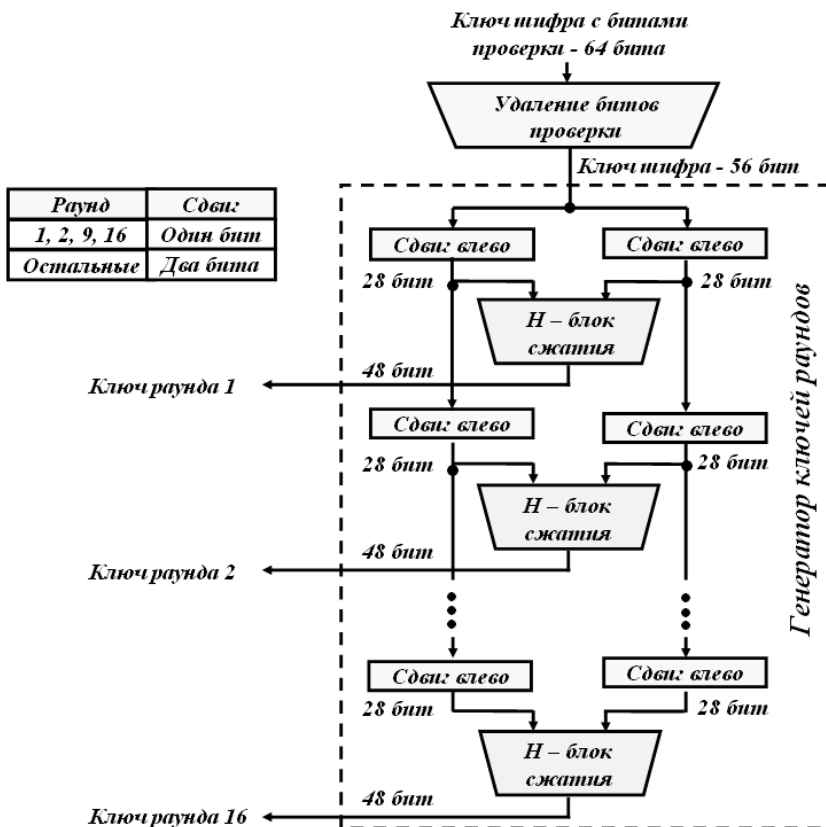 Ключ шифра с битами
проверки - 64 бита
Удаление битов
проверки
Ключ шифра - 56 бит
Раунд Сдвиг
1, 2, 9, 16 Один бит
Остальные Два бита
Сдвиг влево Сдвиг влево
28 бит 28 бит
Н – блок
сжатия
48 бит
Ключ раунда 1
Сдвиг влево Сдвиг влево
28 бит 28 бит
Н – блок
сжатия
48 бит
Ключ раунда 2
Сдвиг влево Сдвиг влево
28 бит 28 бит
Н – блок
сжатия
48 бит
Ключ раунда 16
Генератор ключей раундов